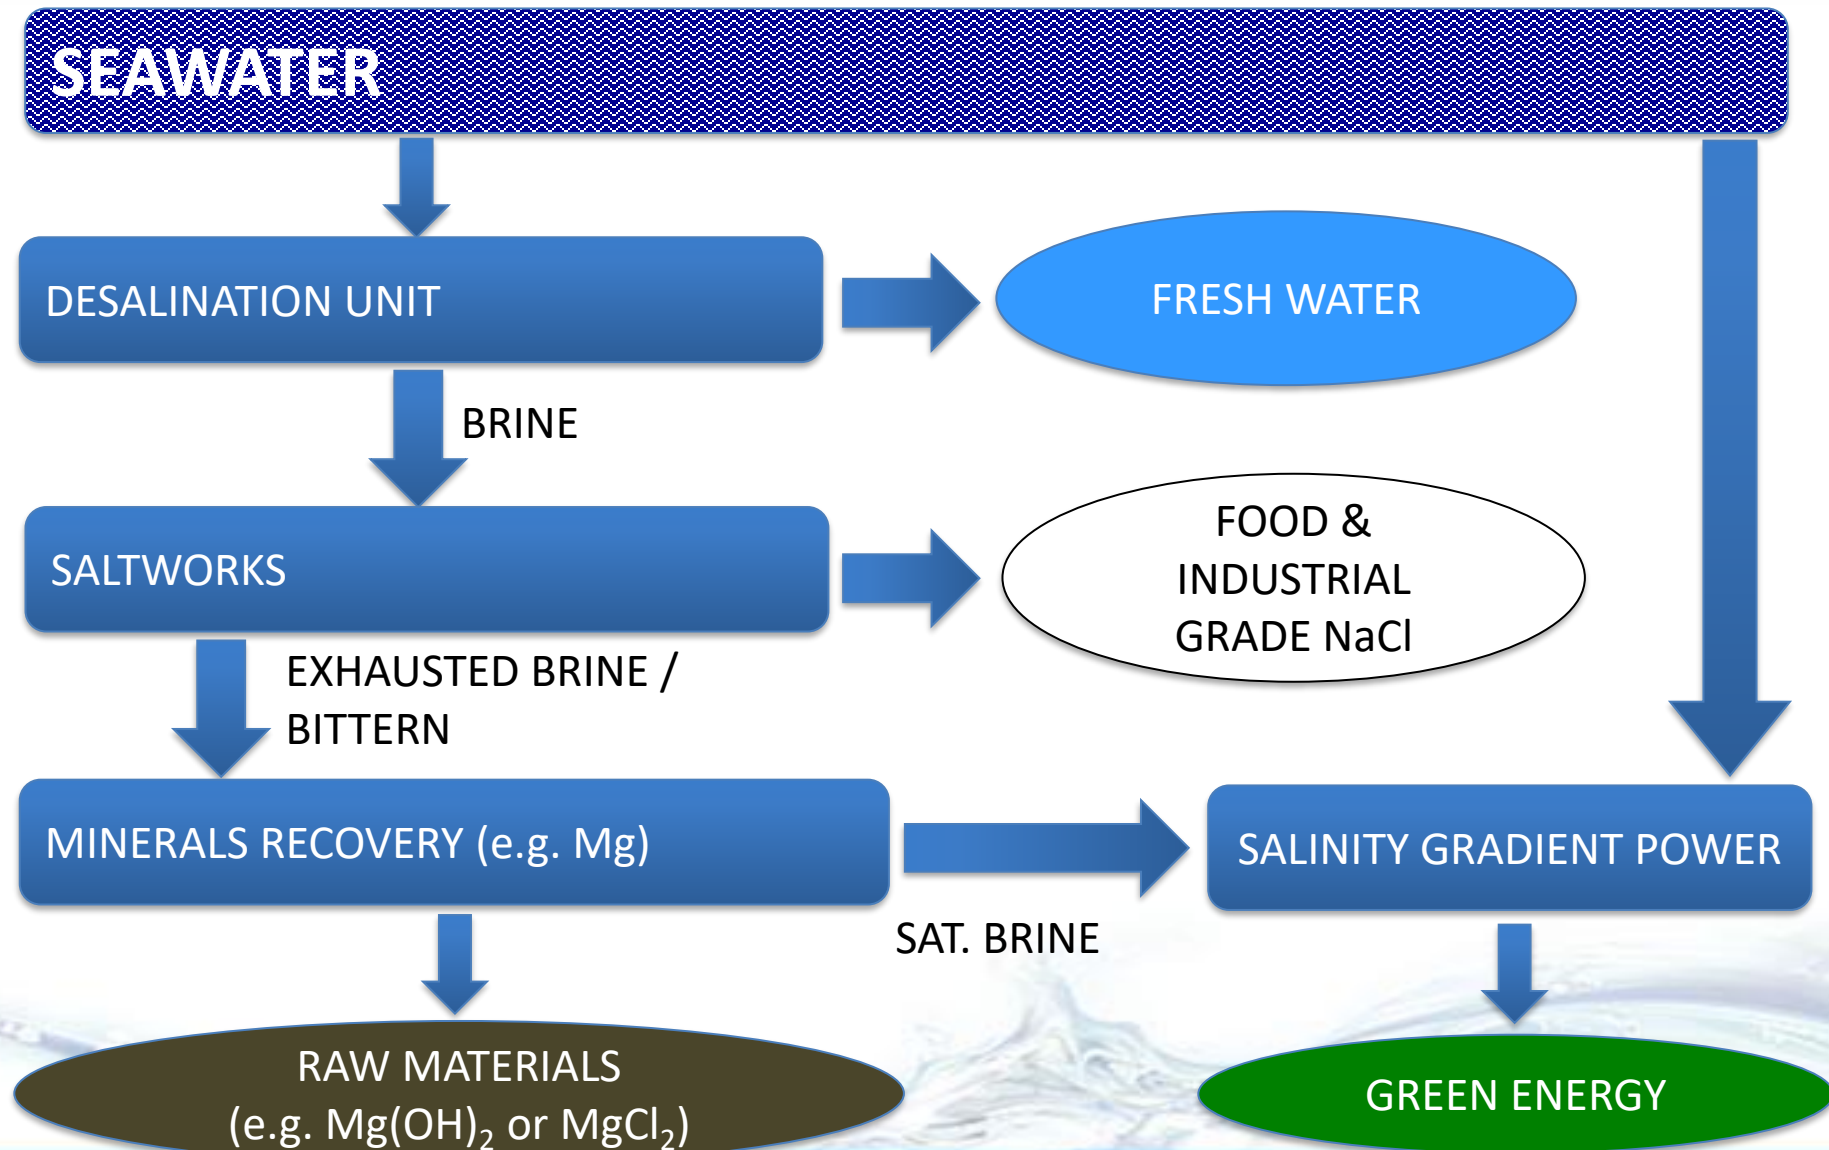 SEAWATER
DESALINATION UNIT
FRESH WATER
BRINE
SALTWORKS
FOOD &
INDUSTRIAL
GRADE NaCl
EXHAUSTED BRINE /
BITTERN
MINERALS RECOVERY (e.g. Mg)
SALINITY GRADIENT POWER
SAT. BRINE
RAW MATERIALS
(e.g. Mg(OH)₂ or MgCl₂)
GREEN ENERGY